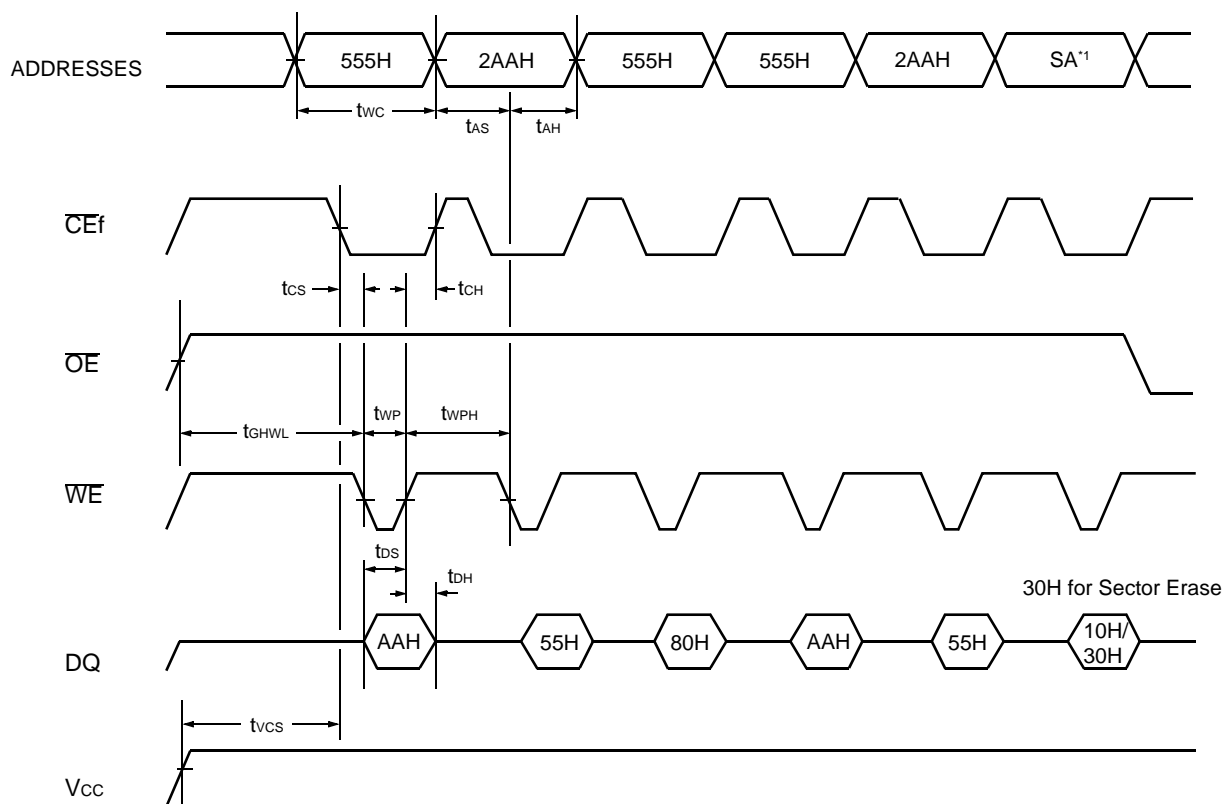 ADDRESSES 555H 2AAH 555H 555H 2AAH SA*1
tWC tAS tAH
CEf
tCS tCH
OE
tGHWL tWP tWPH
WE
tDS
tDH
30H for Sector Erase
DQ AAH 55H 80H AAH 55H 10H/
30H
tVCS
VCC